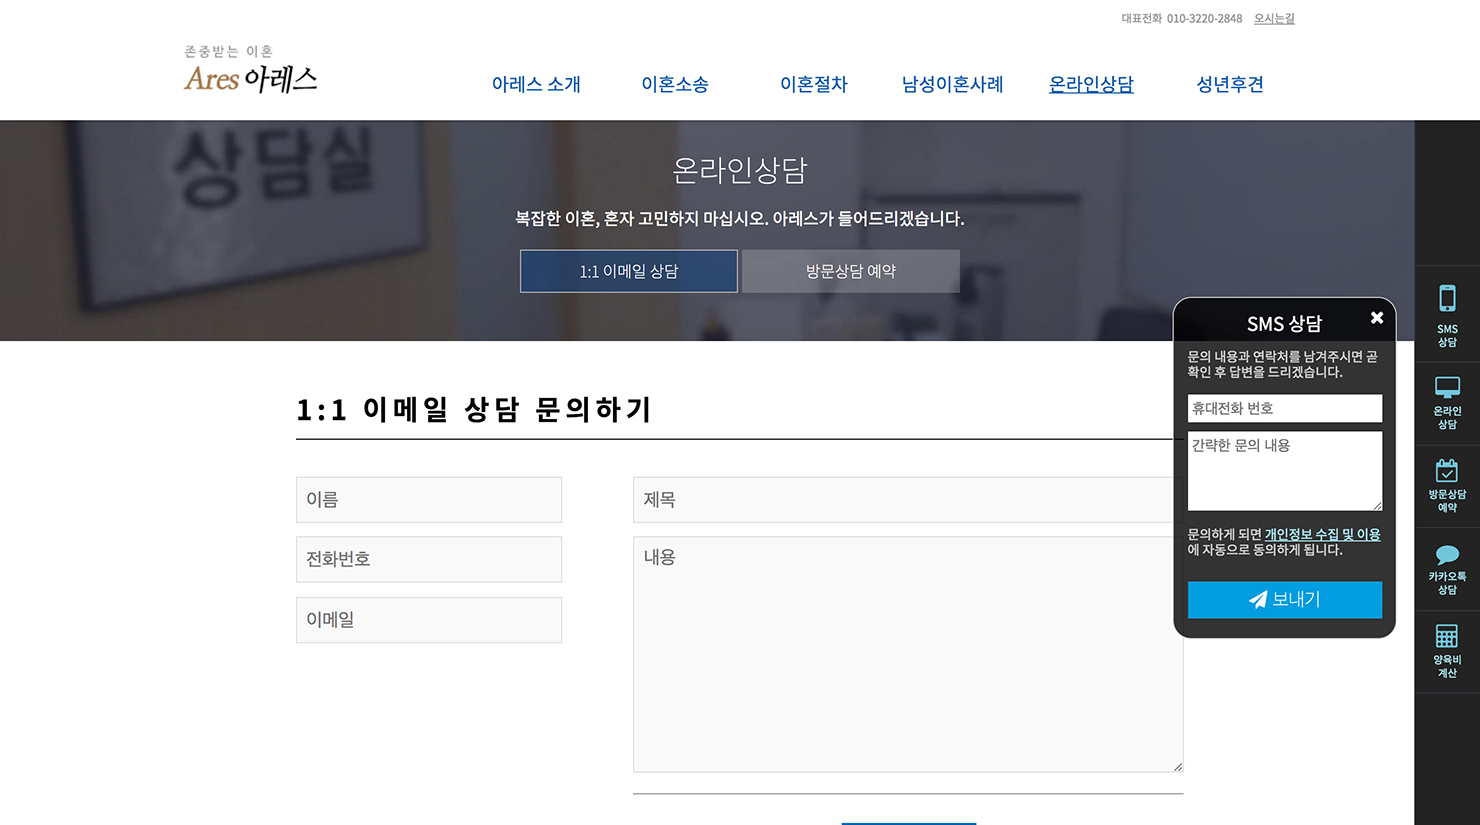 대표전화 010-3220-2848 오시는길
존중받는 이혼
Ares 아레스
아레스 소개 이혼소송 이혼절차 남성이혼사례 온라인상담 성년후견
상담실
온라인상담
복잡한 이혼, 혼자 고민하지 마십시오. 아레스가 들어드리겠습니다.
1:1 이메일 상담 방문상담 예약
1:1 이메일 상담 문의하기
이름
전화번호
이메일
제목
내용
SMS 상담
문의 내용과 연락처를 남겨주시면 곧
확인 후 답변을 드리겠습니다.
휴대전화 번호
간략한 문의 내용
문의하게 되면 개인정보 수집 및 이용
에 자동으로 동의하게 됩니다.
보내기
SMS
상담
온라인
상담
방문상담
예약
카카오톡
상담
양육비
계산